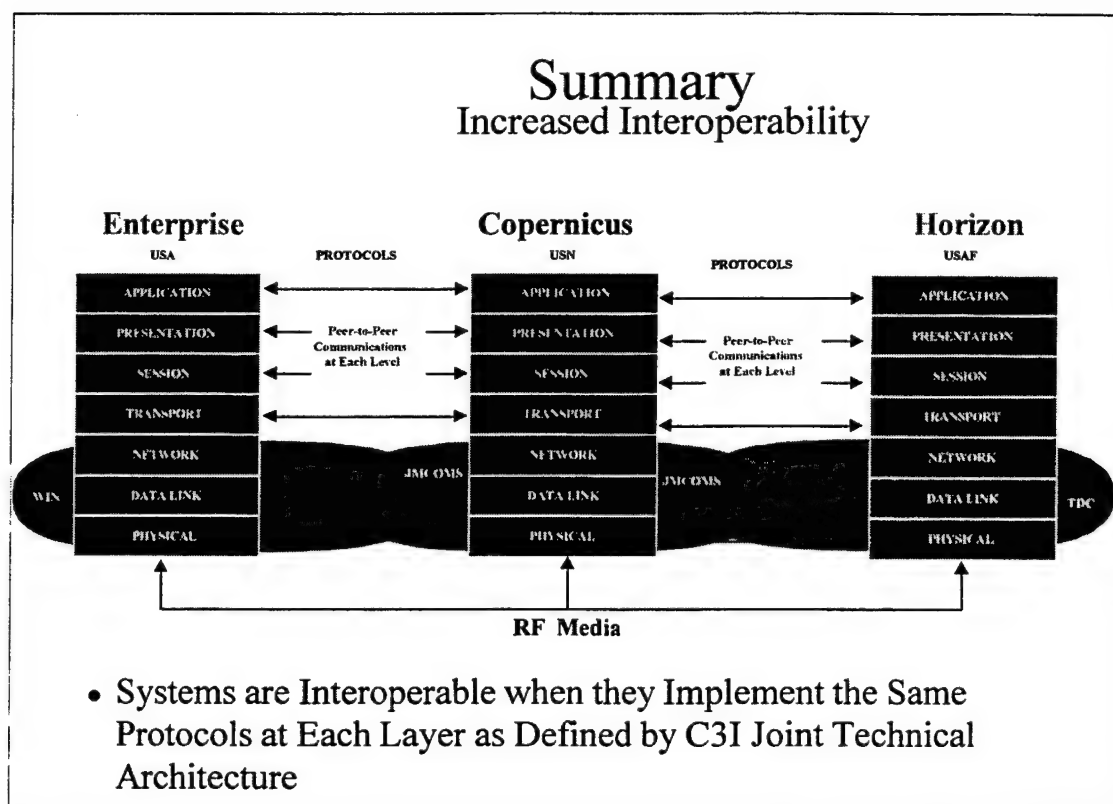 Summary
Increased Interoperability
Enterprise
USA
PROTOCOLS
Copernicus
USN
PROTOCOLS
Horizon
USAF
APPLICATION
PRESENTATION
SESSION
TRANSPORT
NETWORK
DATA LINK
PHYSICAL
Peer-to-Peer
Communications
at Each Level
APPLICATION
PRESENTATION
SESSION
TRANSPORT
NETWORK
DATA LINK
PHYSICAL
Peer-to-Peer
Communications
at Each Level
APPLICATION
PRESENTATION
SESSION
TRANSPORT
NETWORK
DATA LINK
PHYSICAL
WIN
JMCOMS
JMCOMS
TDC
RF Media
• Systems are Interoperable when they Implement the Same
Protocols at Each Layer as Defined by C3I Joint Technical
Architecture